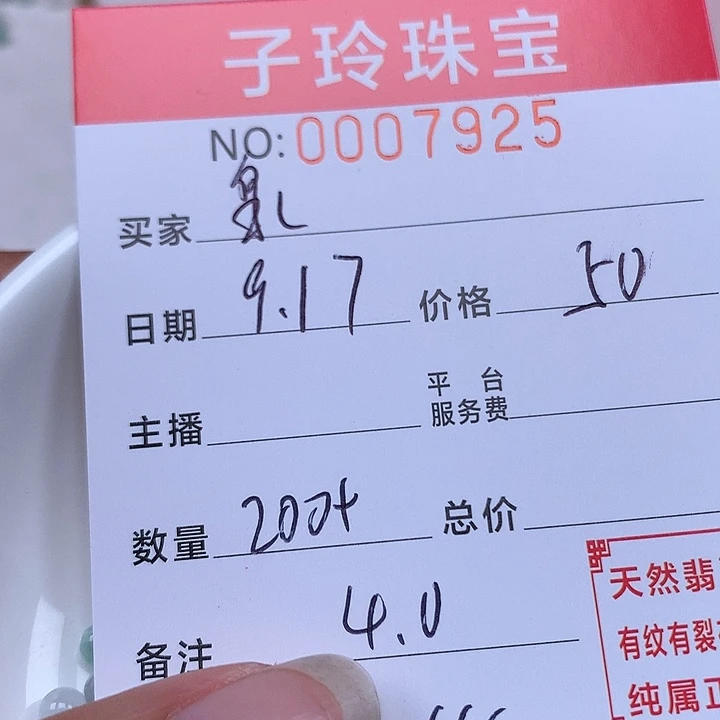 子玲珠宝
NO:0007925
买家
日期 9.17 价格 50
主播 平台
服务费
数量 200 总价
备注 4.0
天然翡
有纹有裂
纯属正